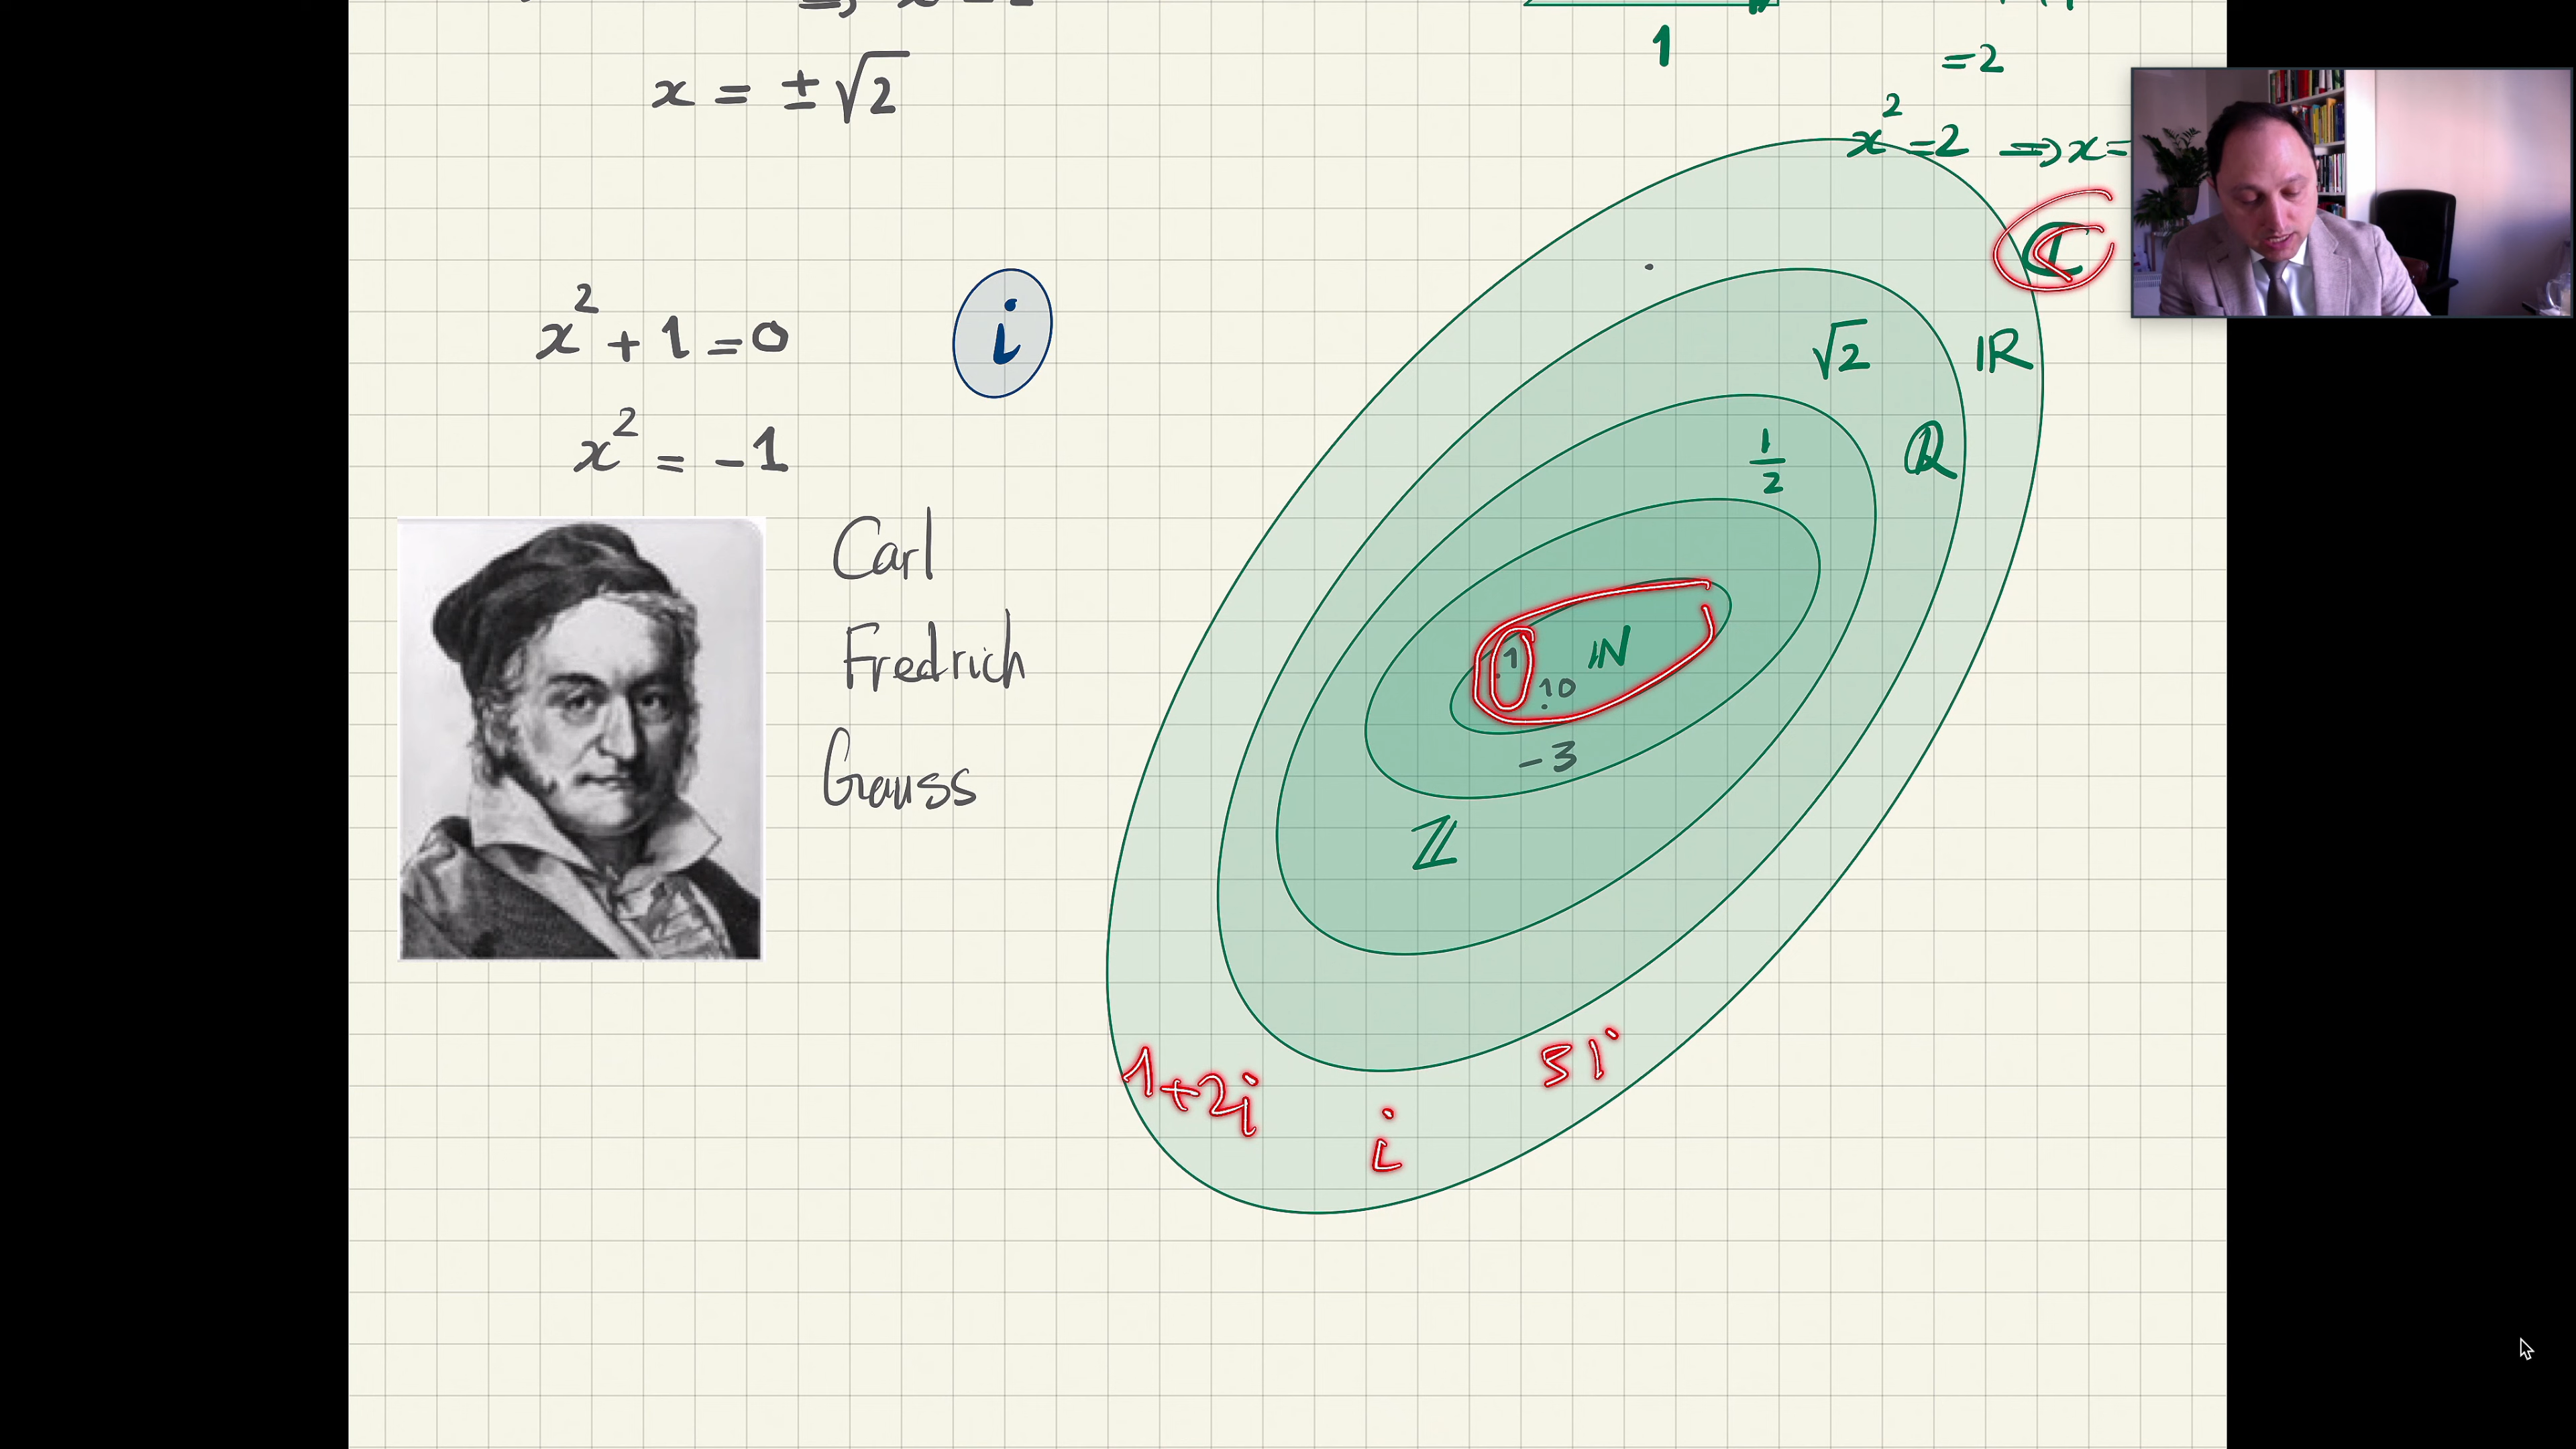 x = ±√2
1
=2
x² =2 ⇒ x=
x² + 1 = 0
i
x² = -1
Carl
Fredrich
Gauss
ℂ
√2
ℝ
1/2
ℚ
1
ℕ
10
-3
ℤ
1+2i
i
5i